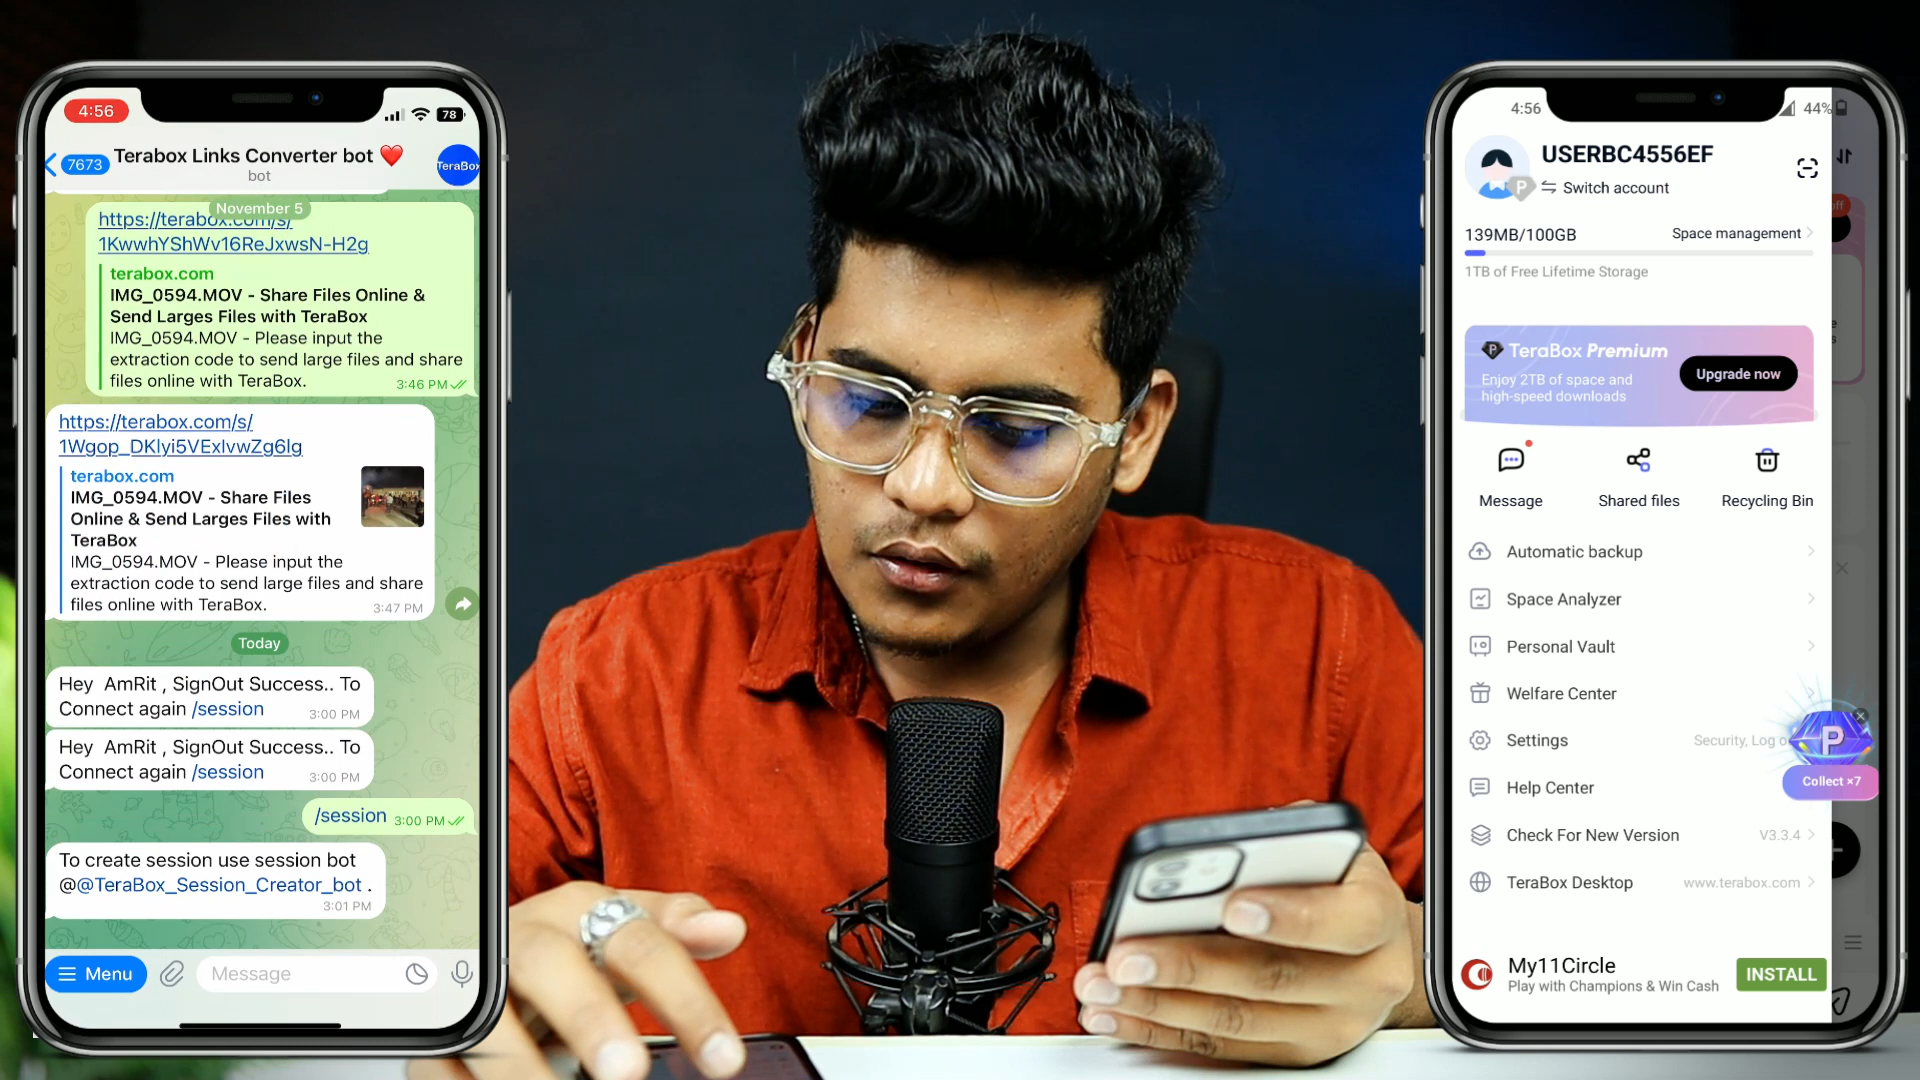 4:56
78
7673
Terabox Links Converter bot ❤️
bot
TeraBox
November 5
https://terabox.com/s/
1KwwhYShWv16ReJxwsN-H2g
terabox.com
IMG_0594.MOV - Share Files Online &
Send Larges Files with TeraBox
IMG_0594.MOV - Please input the
extraction code to send large files and share
files online with TeraBox.
3:46 PM
https://terabox.com/s/
1Wgop_DKlyi5VExlvwZg6lg
terabox.com
IMG_0594.MOV - Share Files
Online & Send Larges Files with
TeraBox
IMG_0594.MOV - Please input the
extraction code to send large files and share
files online with TeraBox.
3:47 PM
Today
Hey AmRit , SignOut Success.. To
Connect again /session
3:00 PM
Hey AmRit , SignOut Success.. To
Connect again /session
3:00 PM
/session 3:00 PM
To create session use session bot
@@TeraBox_Session_Creator_bot .
3:01 PM
Menu
Message
4:56
44%
USERBC4556EF
P
Switch account
139MB/100GB
Space management
1TB of Free Lifetime Storage
P TeraBox Premium
Enjoy 2TB of space and
high-speed downloads
Upgrade now
Message
Shared files
Recycling Bin
Automatic backup
Space Analyzer
Personal Vault
Welfare Center
Settings
Security, Log o
P
Collect ×7
Help Center
Check For New Version
V3.3.4
TeraBox Desktop
www.terabox.com
My11Circle
Play with Champions & Win Cash
INSTALL
off
e
s